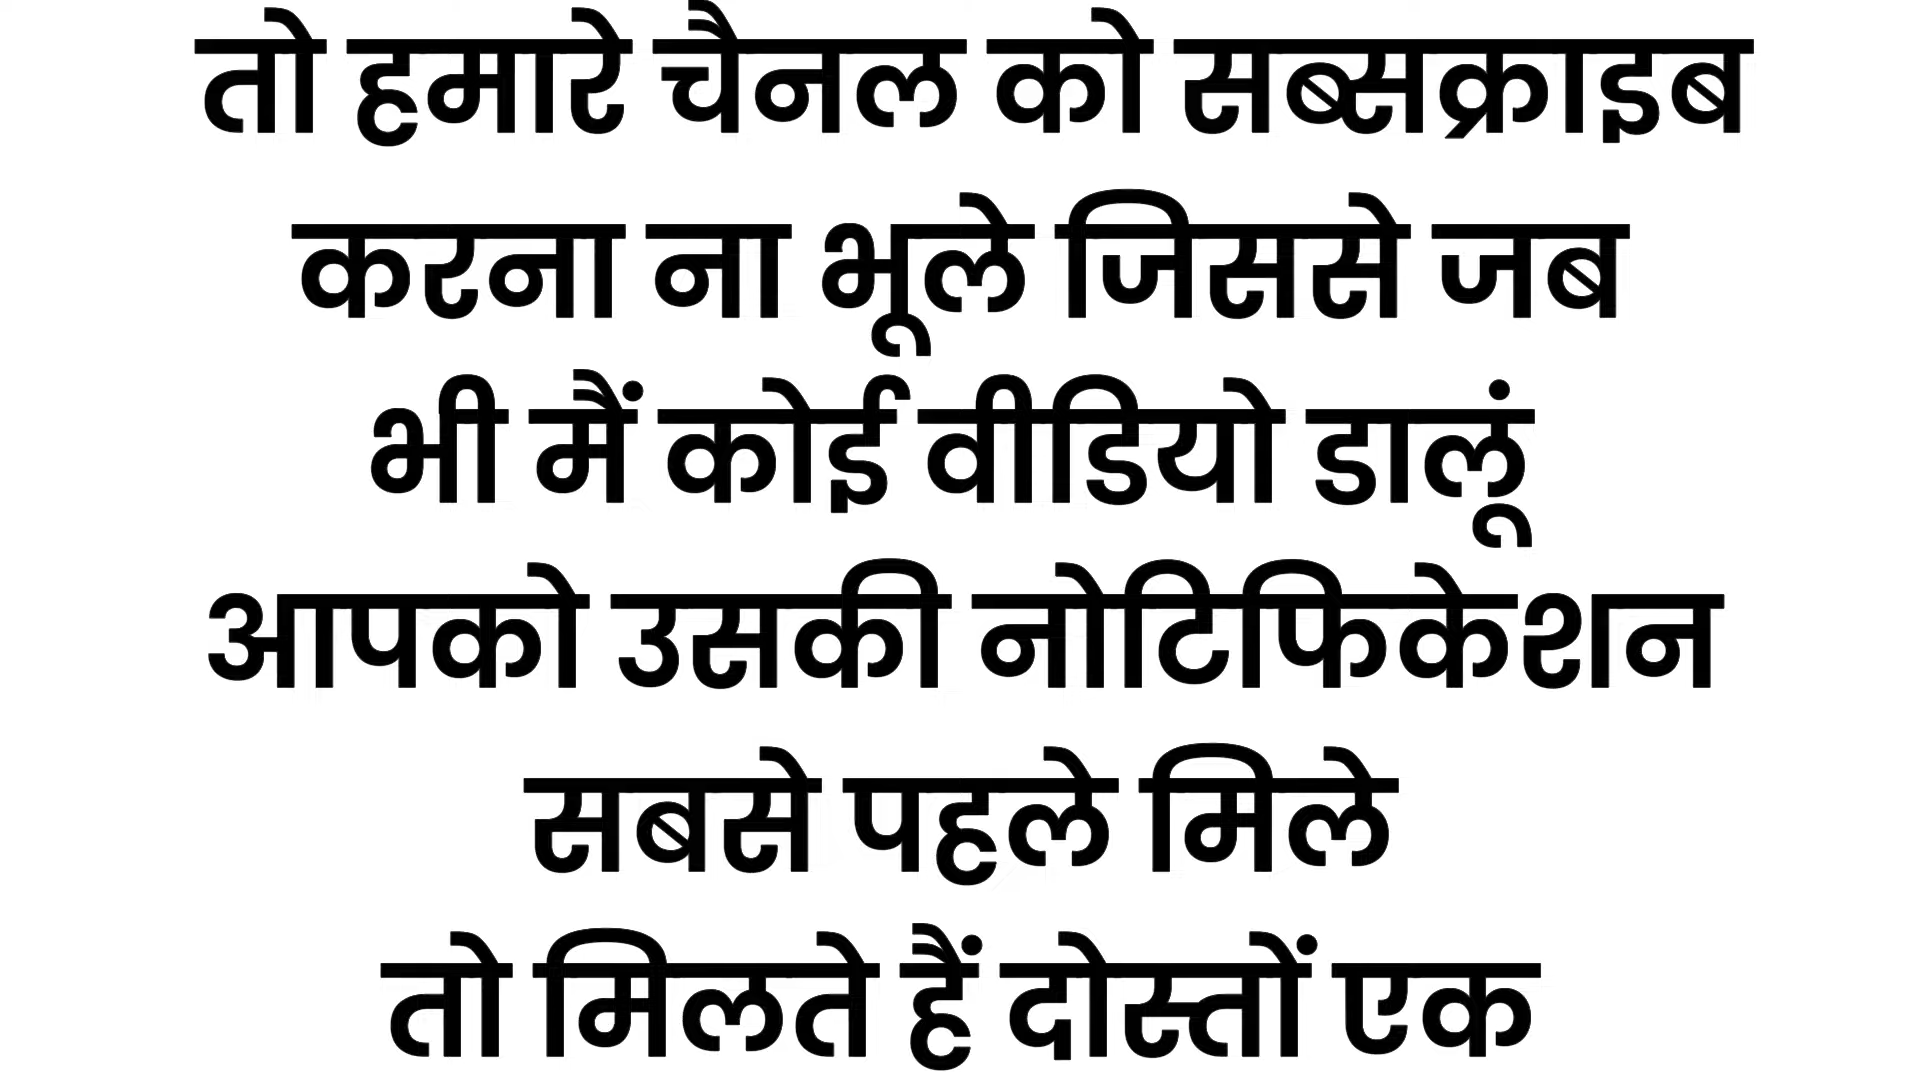 तो हमारे चैनल को सब्सक्राइब
करना ना भूले जिससे जब
भी मैं कोई वीडियो डालूं
आपको उसकी नोटिफिकेशन
सबसे पहले मिले
तो मिलते हैं दोस्तों एक